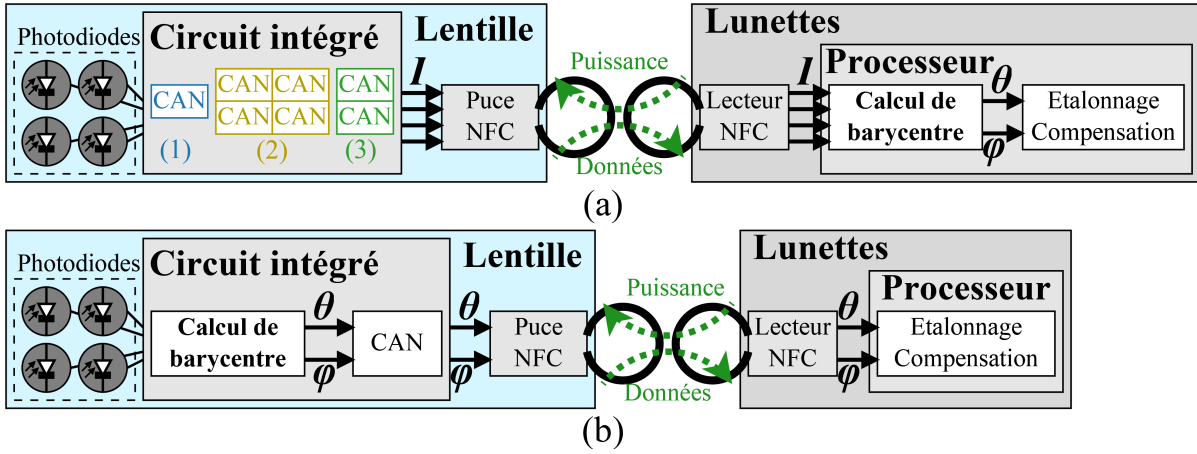 Photodiodes
Circuit intégré
Lentille
CAN
CAN CAN
CAN CAN
CAN
CAN
(1)
(2)
(3)
I
Puce
NFC
Puissance
Données
Lunettes
Lecteur
NFC
I
Processeur
Calcul de
barycentre
θ
φ
Etalonnage
Compensation
(a)
Photodiodes
Circuit intégré
Lentille
Calcul de
barycentre
θ
φ
CAN
θ
φ
Puce
NFC
Puissance
Données
Lunettes
Lecteur
NFC
θ
φ
Processeur
Etalonnage
Compensation
(b)